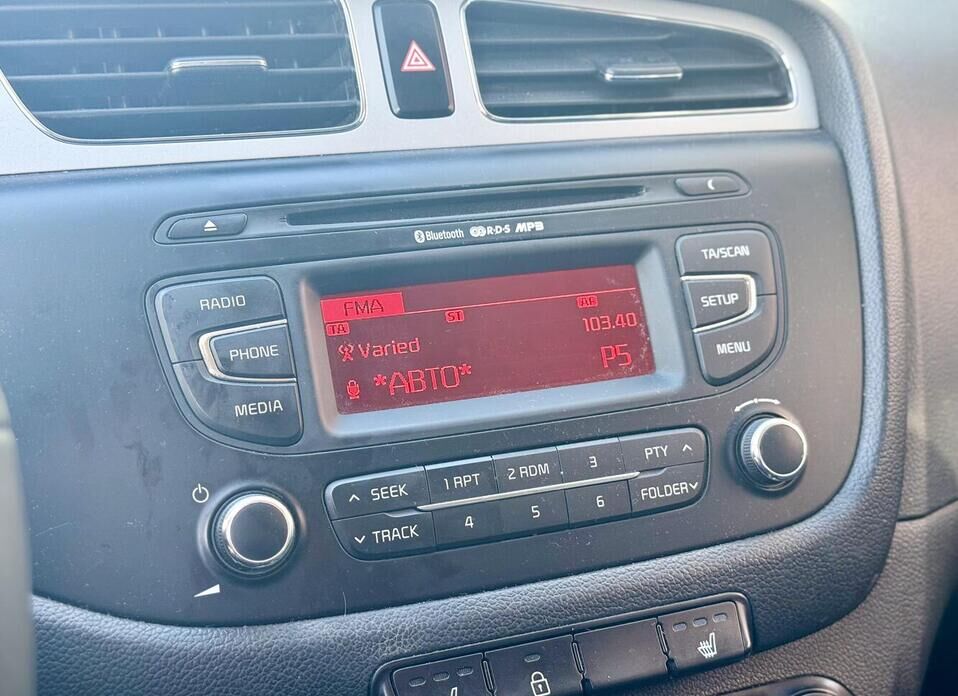 Bluetooth R·D·S MP3
RADIO
PHONE
MEDIA
FMA
TA ST AF
103.40
Varied
*АВТО* P5
TA/SCAN
SETUP
MENU
SEEK 1 RPT 2 RDM 3 PTY
TRACK 4 5 6 FOLDER